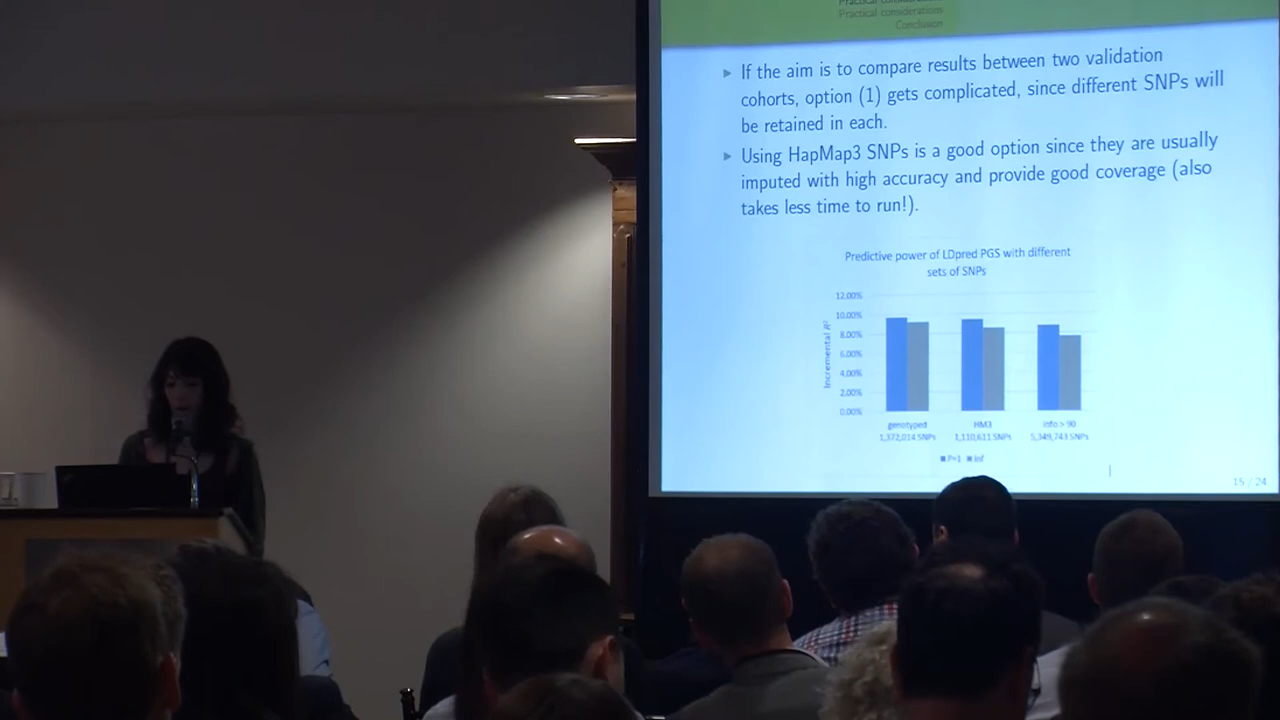 Practical considerations
Conclusion
▶ If the aim is to compare results between two validation
cohorts, option (1) gets complicated, since different SNPs will
be retained in each.
▶ Using HapMap3 SNPs is a good option since they are usually
imputed with high accuracy and provide good coverage (also
takes less time to run!).
Predictive power of LDpred PGS with different
sets of SNPs
Incremental R²
12.00%
10.00%
8.00%
6.00%
4.00%
2.00%
0.00%
genotyped HM3 info > 90
1,372,014 SNPs 1,110,611 SNPs 5,349,743 SNPs
P=1 Inf
15 / 24